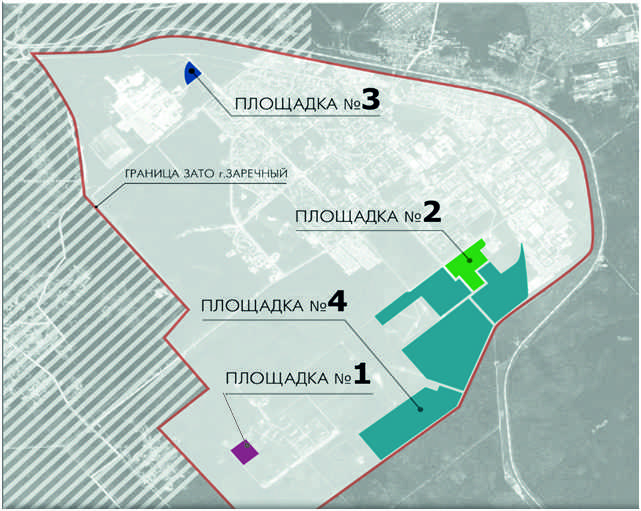 ПЛОЩАДКА №3
ГРАНИЦА ЗАТО г.ЗАРЕЧНЫЙ
ПЛОЩАДКА №2
ПЛОЩАДКА №4
ПЛОЩАДКА №1